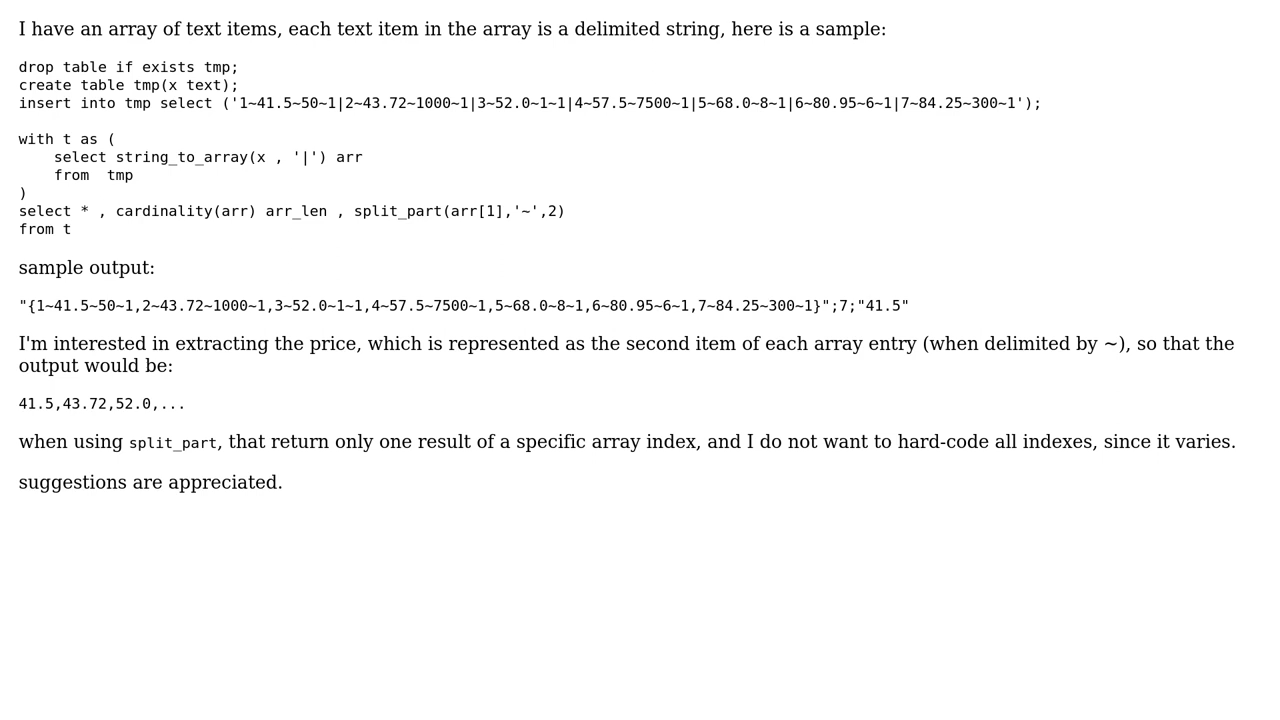 I have an array of text items, each text item in the array is a delimited string, here is a sample:
drop table if exists tmp;
create table tmp(x text);
insert into tmp select ('1~41.5~50~1|2~43.72~1000~1|3~52.0~1~1|4~57.5~7500~1|5~68.0~8~1|6~80.95~6~1|7~84.25~300~1');
with t as (
    select string_to_array(x , '|') arr
    from  tmp
)
select * , cardinality(arr) arr_len , split_part(arr[1],'~',2)
from t
sample output:
"{1~41.5~50~1,2~43.72~1000~1,3~52.0~1~1,4~57.5~7500~1,5~68.0~8~1,6~80.95~6~1,7~84.25~300~1}";7;"41.5"
I'm interested in extracting the price, which is represented as the second item of each array entry (when delimited by ~), so that the
output would be:
41.5,43.72,52.0,...
when using split_part, that return only one result of a specific array index, and I do not want to hard-code all indexes, since it varies.
suggestions are appreciated.